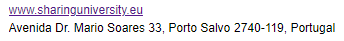 www.sharinguniversity.eu
Avenida Dr. Mario Soares 33, Porto Salvo 2740-119, Portugal